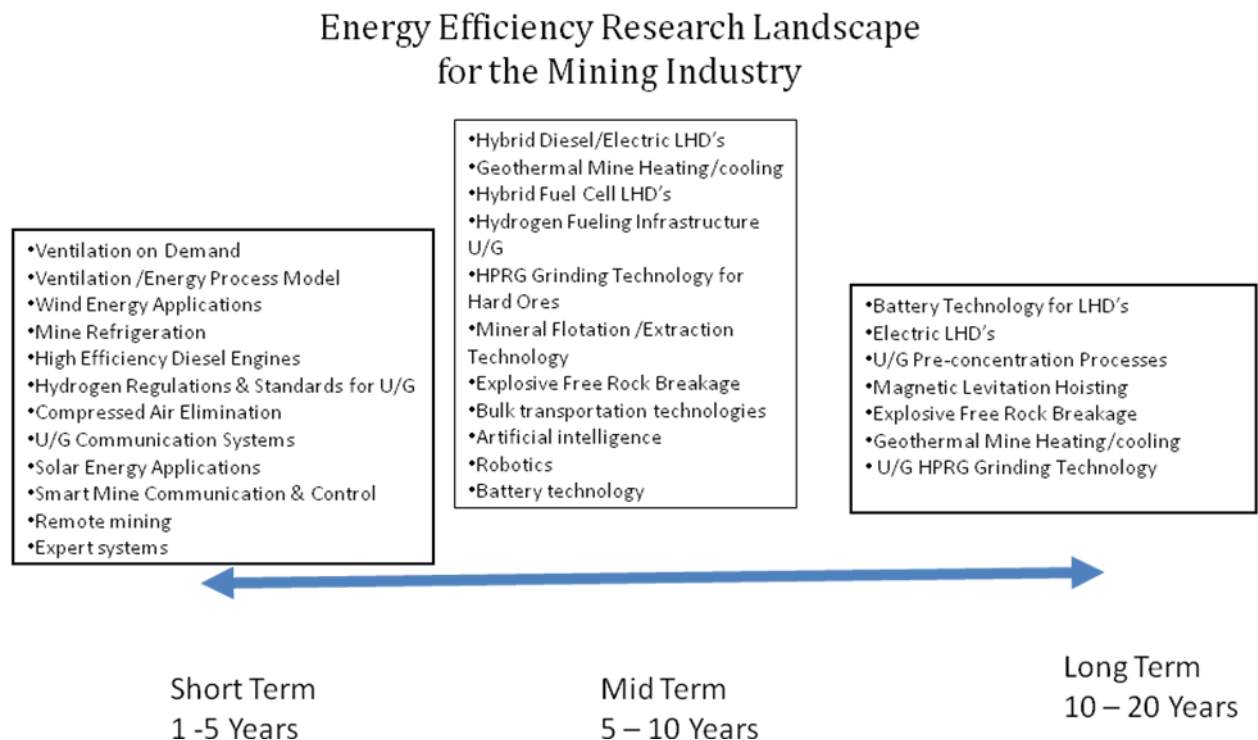 Energy Efficiency Research Landscape
for the Mining Industry
•Ventilation on Demand
•Ventilation /Energy Process Model
•Wind Energy Applications
•Mine Refrigeration
•High Efficiency Diesel Engines
•Hydrogen Regulations & Standards for U/G
•Compressed Air Elimination
•U/G Communication Systems
•Solar Energy Applications
•Smart Mine Communication & Control
•Remote mining
•Expert systems
•Hybrid Diesel/Electric LHD's
•Geothermal Mine Heating/cooling
•Hybrid Fuel Cell LHD's
•Hydrogen Fueling Infrastructure
U/G
•HPRG Grinding Technology for
Hard Ores
•Mineral Flotation /Extraction
Technology
•Explosive Free Rock Breakage
•Bulk transportation technologies
•Artificial intelligence
•Robotics
•Battery technology
•Battery Technology for LHD's
•Electric LHD's
•U/G Pre-concentration Processes
•Magnetic Levitation Hoisting
•Explosive Free Rock Breakage
•Geothermal Mine Heating/cooling
• U/G HPRG Grinding Technology
Short Term
1 -5 Years
Mid Term
5 – 10 Years
Long Term
10 – 20 Years